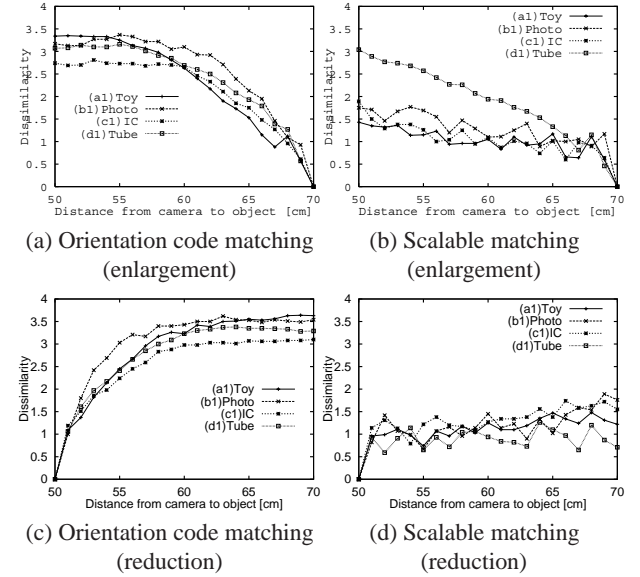 4
3.5
3
2.5
2
1.5
1
0.5
0
50 55 60 65 70
Dissimilarity
Distance from camera to object [cm]
(a1)Toy
(b1)Photo
(c1)IC
(d1)Tube
(a) Orientation code matching
(enlargement)
4
3.5
3
2.5
2
1.5
1
0.5
0
50 55 60 65 70
Dissimilarity
Distance from camera to object [cm]
(a1)Toy
(b1)Photo
(c1)IC
(d1)Tube
(b) Scalable matching
(enlargement)
4
3.5
3
2.5
2
1.5
1
0.5
0
50 55 60 65 70
Dissimilarity
Distance from camera to object [cm]
(a1)Toy
(b1)Photo
(c1)IC
(d1)Tube
(c) Orientation code matching
(reduction)
4
3.5
3
2.5
2
1.5
1
0.5
0
50 55 60 65 70
Dissimilarity
Distance from camera to object [cm]
(a1)Toy
(b1)Photo
(c1)IC
(d1)Tube
(d) Scalable matching
(reduction)